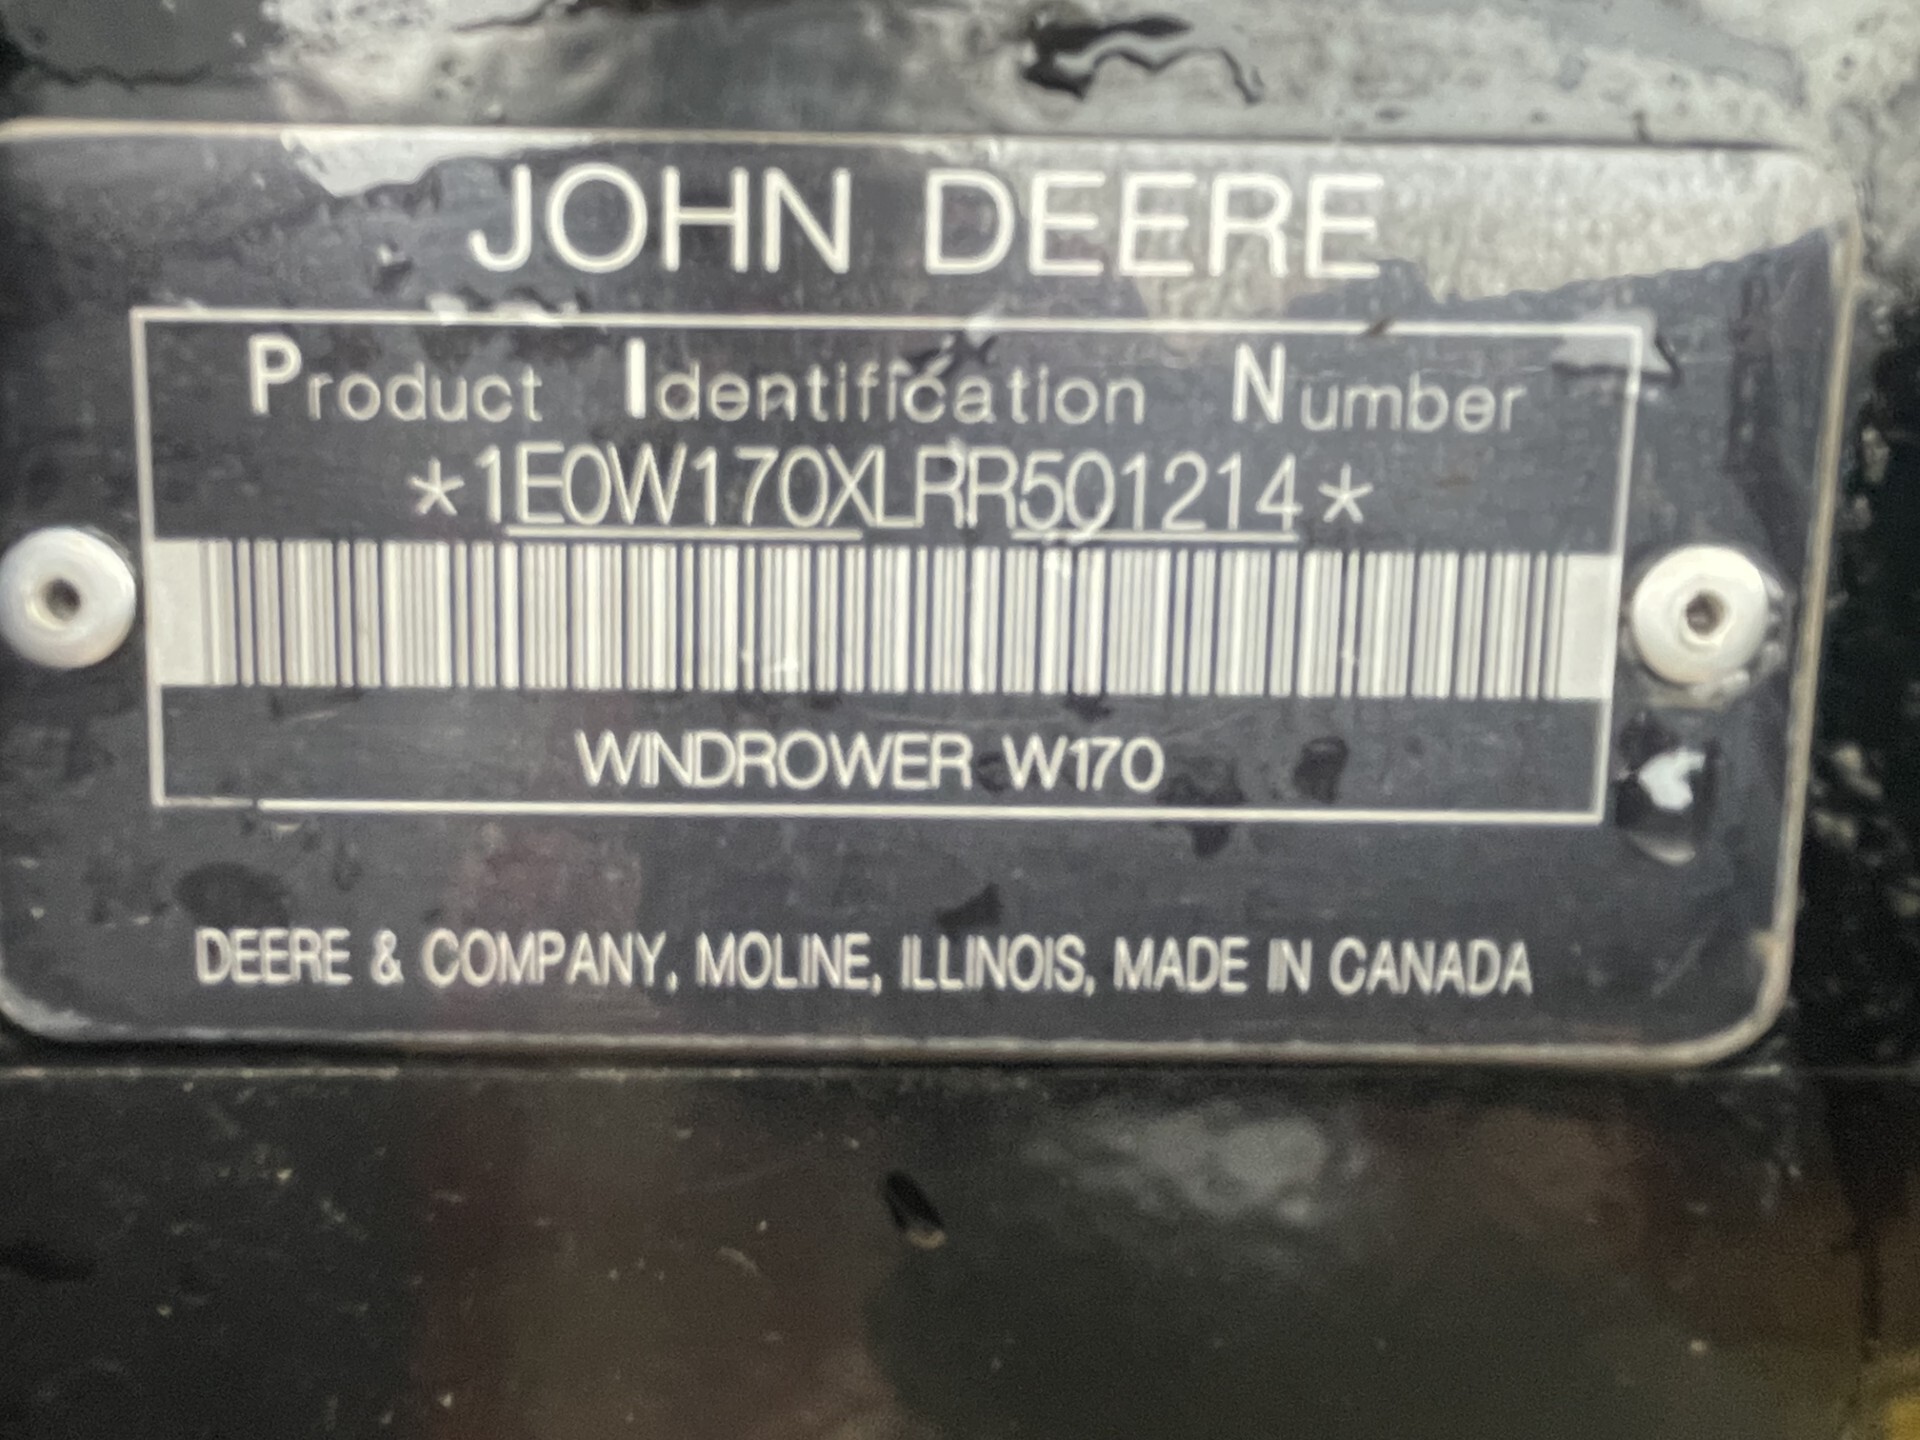 JOHN DEERE
Product Identification Number
*1E0W170XLRR501214*
WINDROWER W170
DEERE & COMPANY, MOLINE, ILLINOIS, MADE IN CANADA